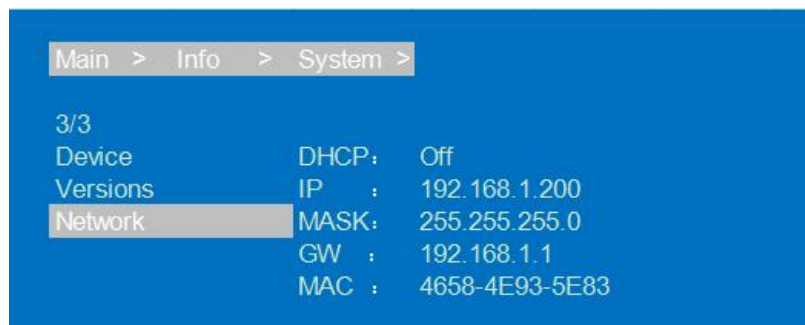 Main > Info > System >
3/3
Device DHCP： Off
Versions IP ： 192.168.1.200
Network MASK： 255.255.255.0
GW ： 192.168.1.1
MAC ： 4658-4E93-5E83